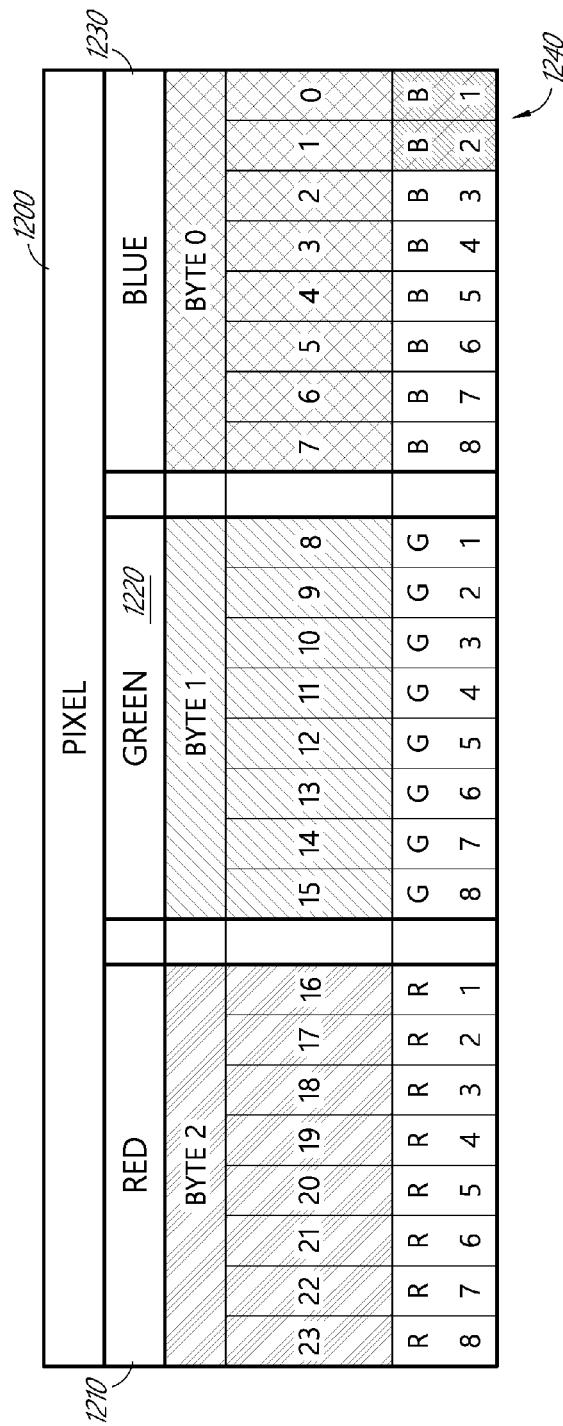 1200
PIXEL
1210 RED GREEN 1220 BLUE 1230
BYTE 2 BYTE 1 BYTE 0
23 22 21 20 19 18 17 16 15 14 13 12 11 10 9 8 7 6 5 4 3 2 1 0
R R R R R R R R G G G G G G G G B B B B B B B B
8 7 6 5 4 3 2 1 8 7 6 5 4 3 2 1 8 7 6 5 4 3 2 1
1240